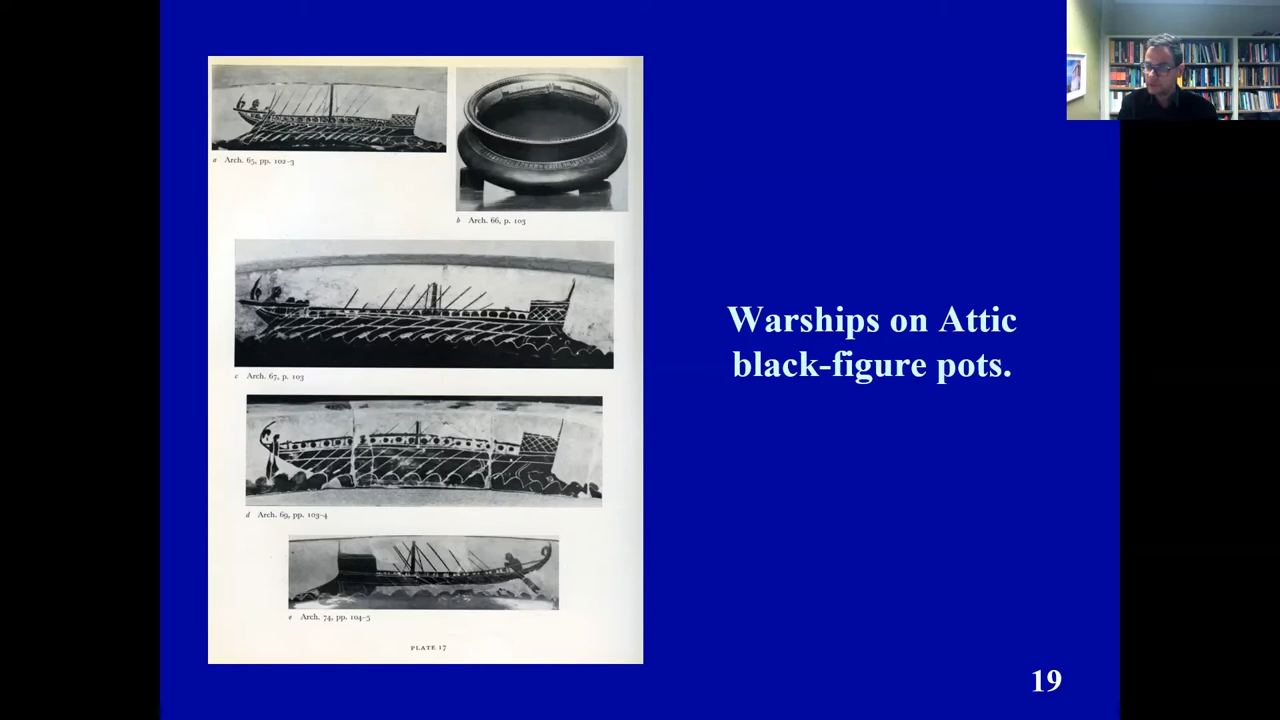 a Arch. 65, pp. 102–3
b Arch. 66, p. 103
c Arch. 67, p. 103
d Arch. 69, pp. 103–4
e Arch. 74, pp. 104–5
PLATE 17
Warships on Attic
black-figure pots.
19